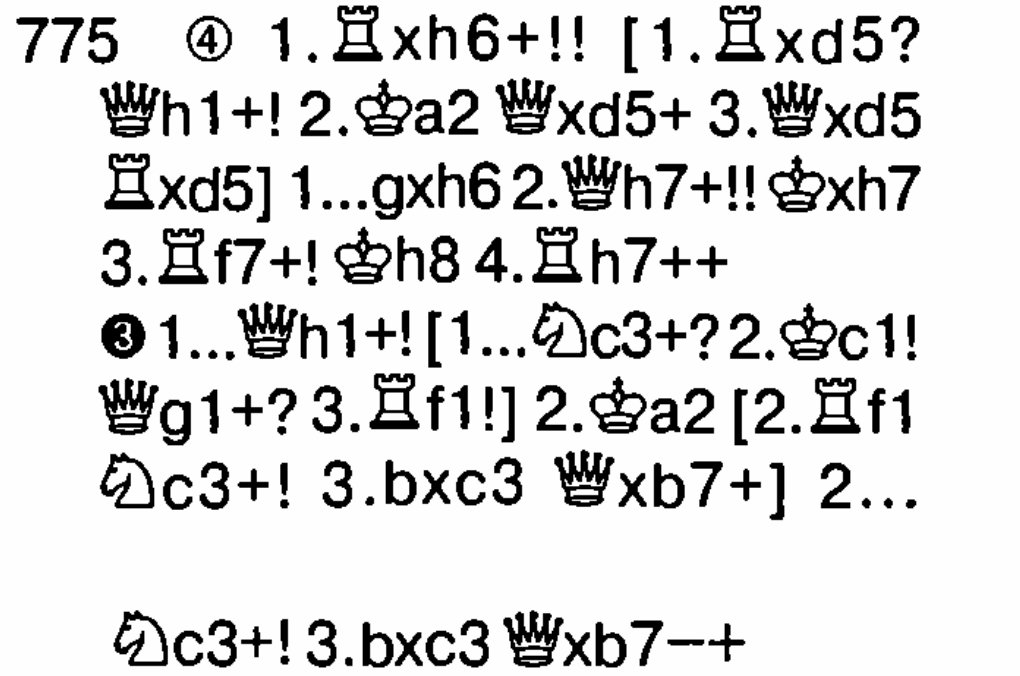 775 ④ 1.♖xh6+!! [1.♖xd5?
♕h1+! 2.♔a2 ♕xd5+ 3.♕xd5
♖xd5] 1...gxh6 2.♕h7+!! ♔xh7
3.♖f7+! ♔h8 4.♖h7++
❸ 1...♕h1+! [1...♘c3+? 2.♔c1!
♕g1+? 3.♖f1!] 2.♔a2 [2.♖f1
♘c3+! 3.bxc3 ♕xb7+] 2...
♘c3+! 3.bxc3 ♕xb7−+